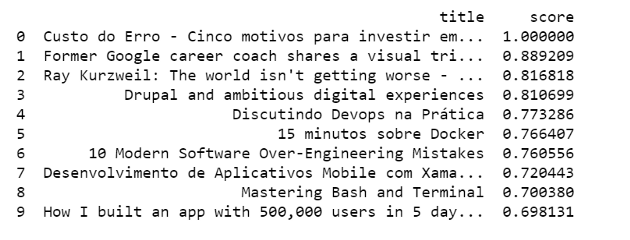 title score
0 Custo do Erro - Cinco motivos para investir em... 1.000000
1 Former Google career coach shares a visual tri... 0.889209
2 Ray Kurzweil: The world isn't getting worse - ... 0.816818
3 Drupal and ambitious digital experiences 0.810699
4 Discutindo Devops na Prática 0.773286
5 15 minutos sobre Docker 0.766407
6 10 Modern Software Over-Engineering Mistakes 0.760556
7 Desenvolvimento de Aplicativos Mobile com Xama... 0.720443
8 Mastering Bash and Terminal 0.700380
9 How I built an app with 500,000 users in 5 day... 0.698131